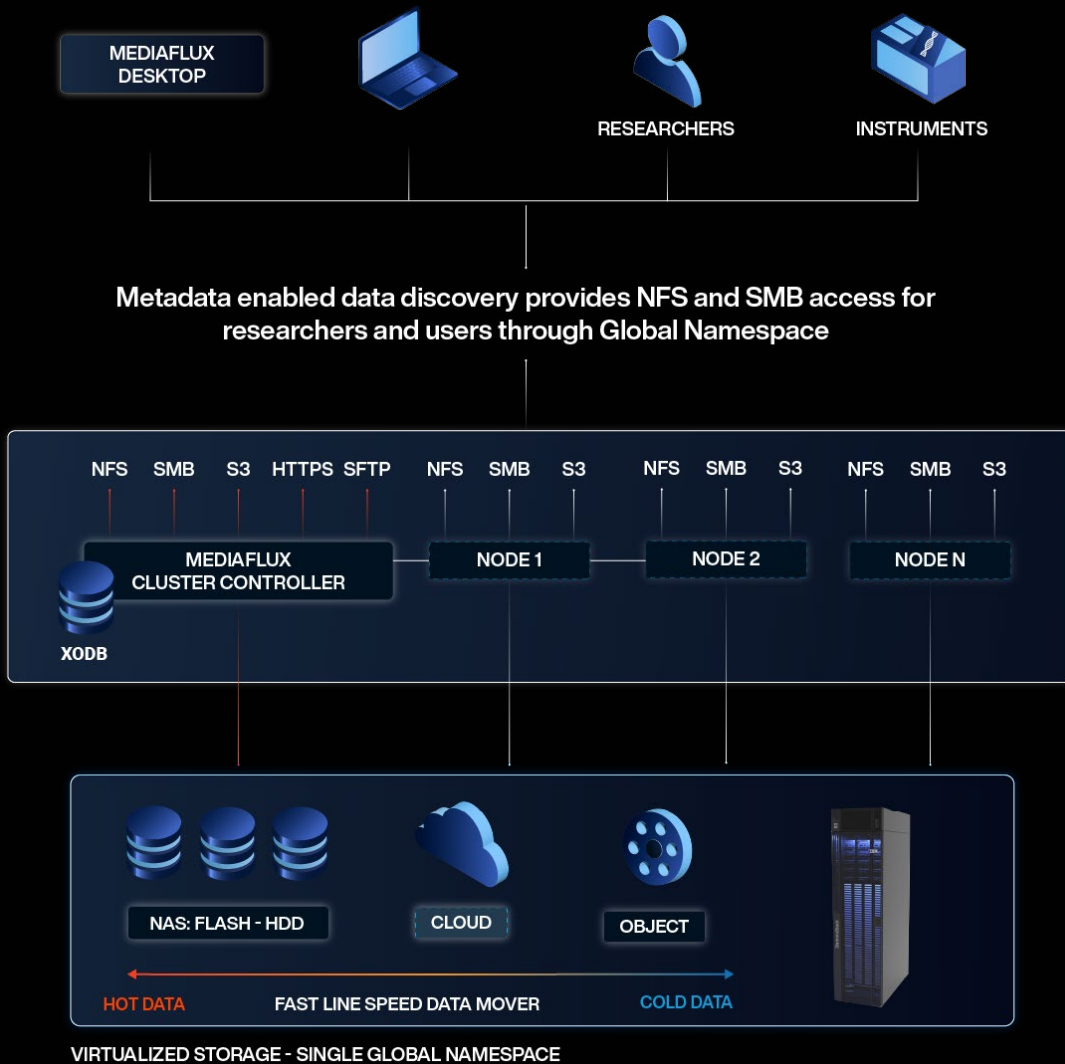 MEDIAFLUX
DESKTOP
RESEARCHERS
INSTRUMENTS
Metadata enabled data discovery provides NFS and SMB access for
researchers and users through Global Namespace
NFS SMB S3 HTTPS SFTP NFS SMB S3 NFS SMB S3 NFS SMB S3
MEDIAFLUX
CLUSTER CONTROLLER
NODE 1
NODE 2
NODE N
XODB
NAS: FLASH - HDD
CLOUD
OBJECT
HOT DATA
FAST LINE SPEED DATA MOVER
COLD DATA
VIRTUALIZED STORAGE - SINGLE GLOBAL NAMESPACE